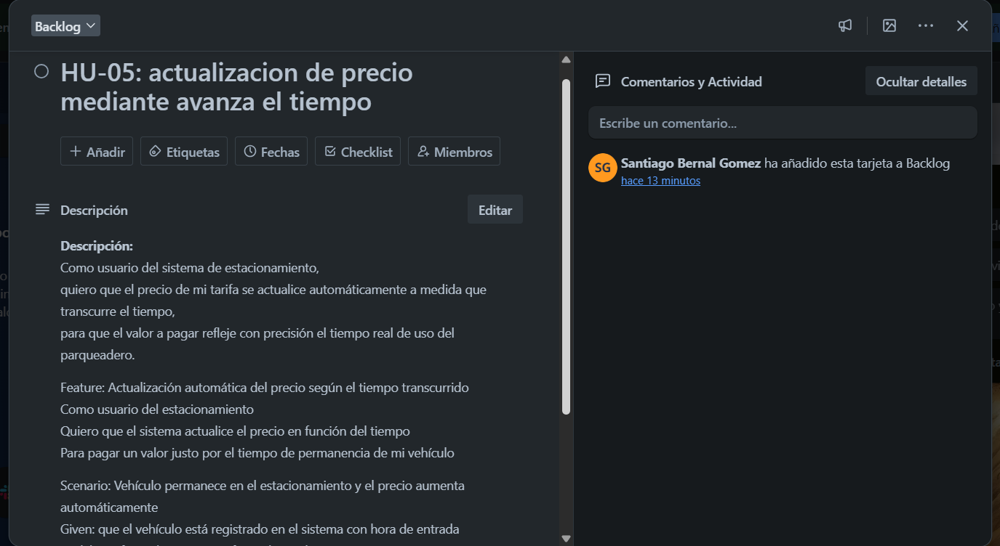 Backlog
HU-05: actualizacion de precio
mediante avanza el tiempo
Añadir
Etiquetas
Fechas
Checklist
Miembros
Descripción
Editar
Descripción:
Como usuario del sistema de estacionamiento,
quiero que el precio de mi tarifa se actualice automáticamente a medida que
transcurre el tiempo,
para que el valor a pagar refleje con precisión el tiempo real de uso del
parqueadero.
Feature: Actualización automática del precio según el tiempo transcurrido
Como usuario del estacionamiento
Quiero que el sistema actualice el precio en función del tiempo
Para pagar un valor justo por el tiempo de permanencia de mi vehículo
Scenario: Vehículo permanece en el estacionamiento y el precio aumenta
automáticamente
Given: que el vehículo está registrado en el sistema con hora de entrada
Comentarios y Actividad
Ocultar detalles
Escribe un comentario...
SG
Santiago Bernal Gomez ha añadido esta tarjeta a Backlog
hace 13 minutos